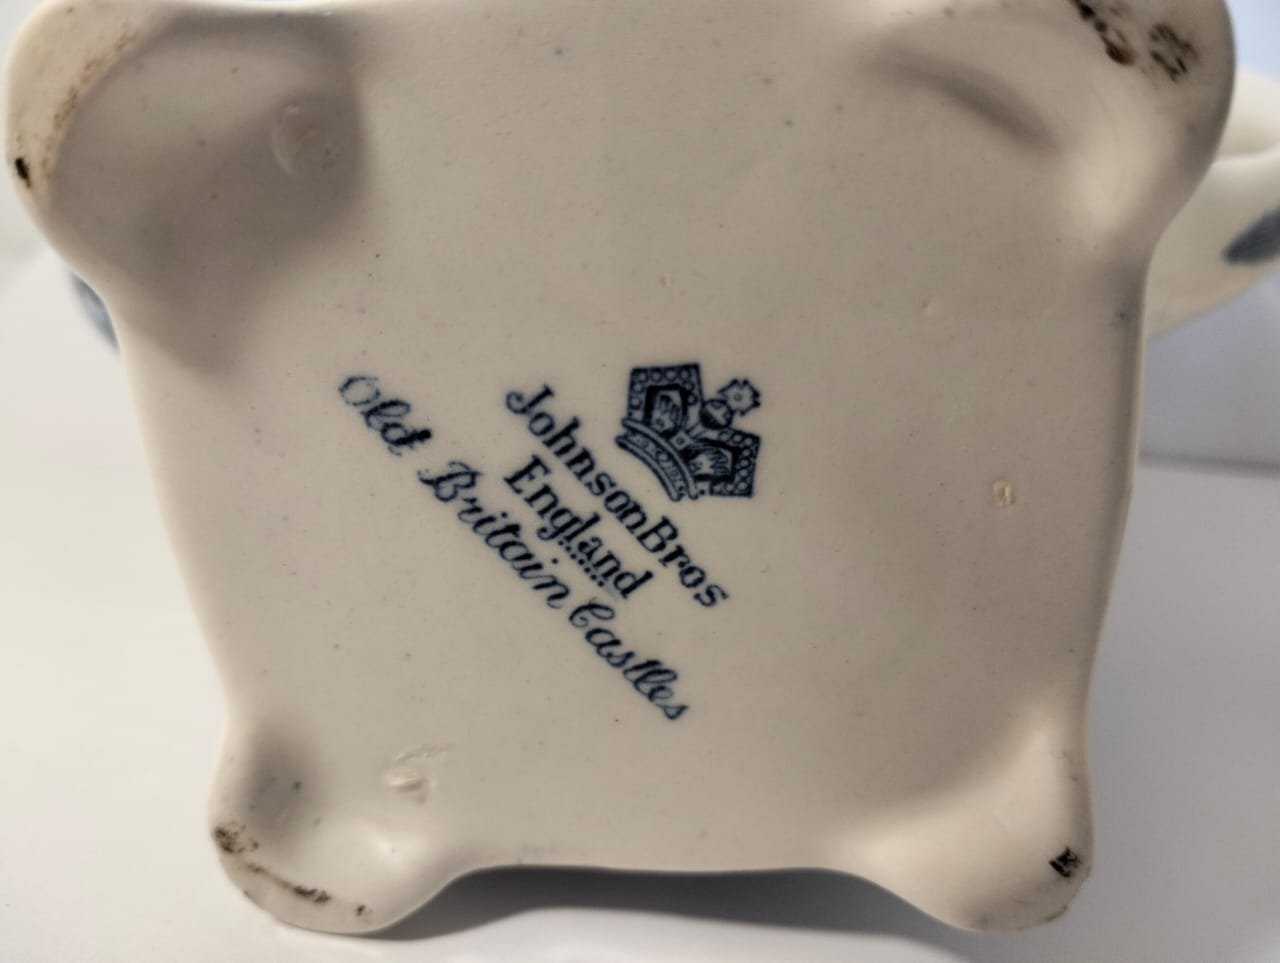 JohnsonBros
England
Old Britain Castles